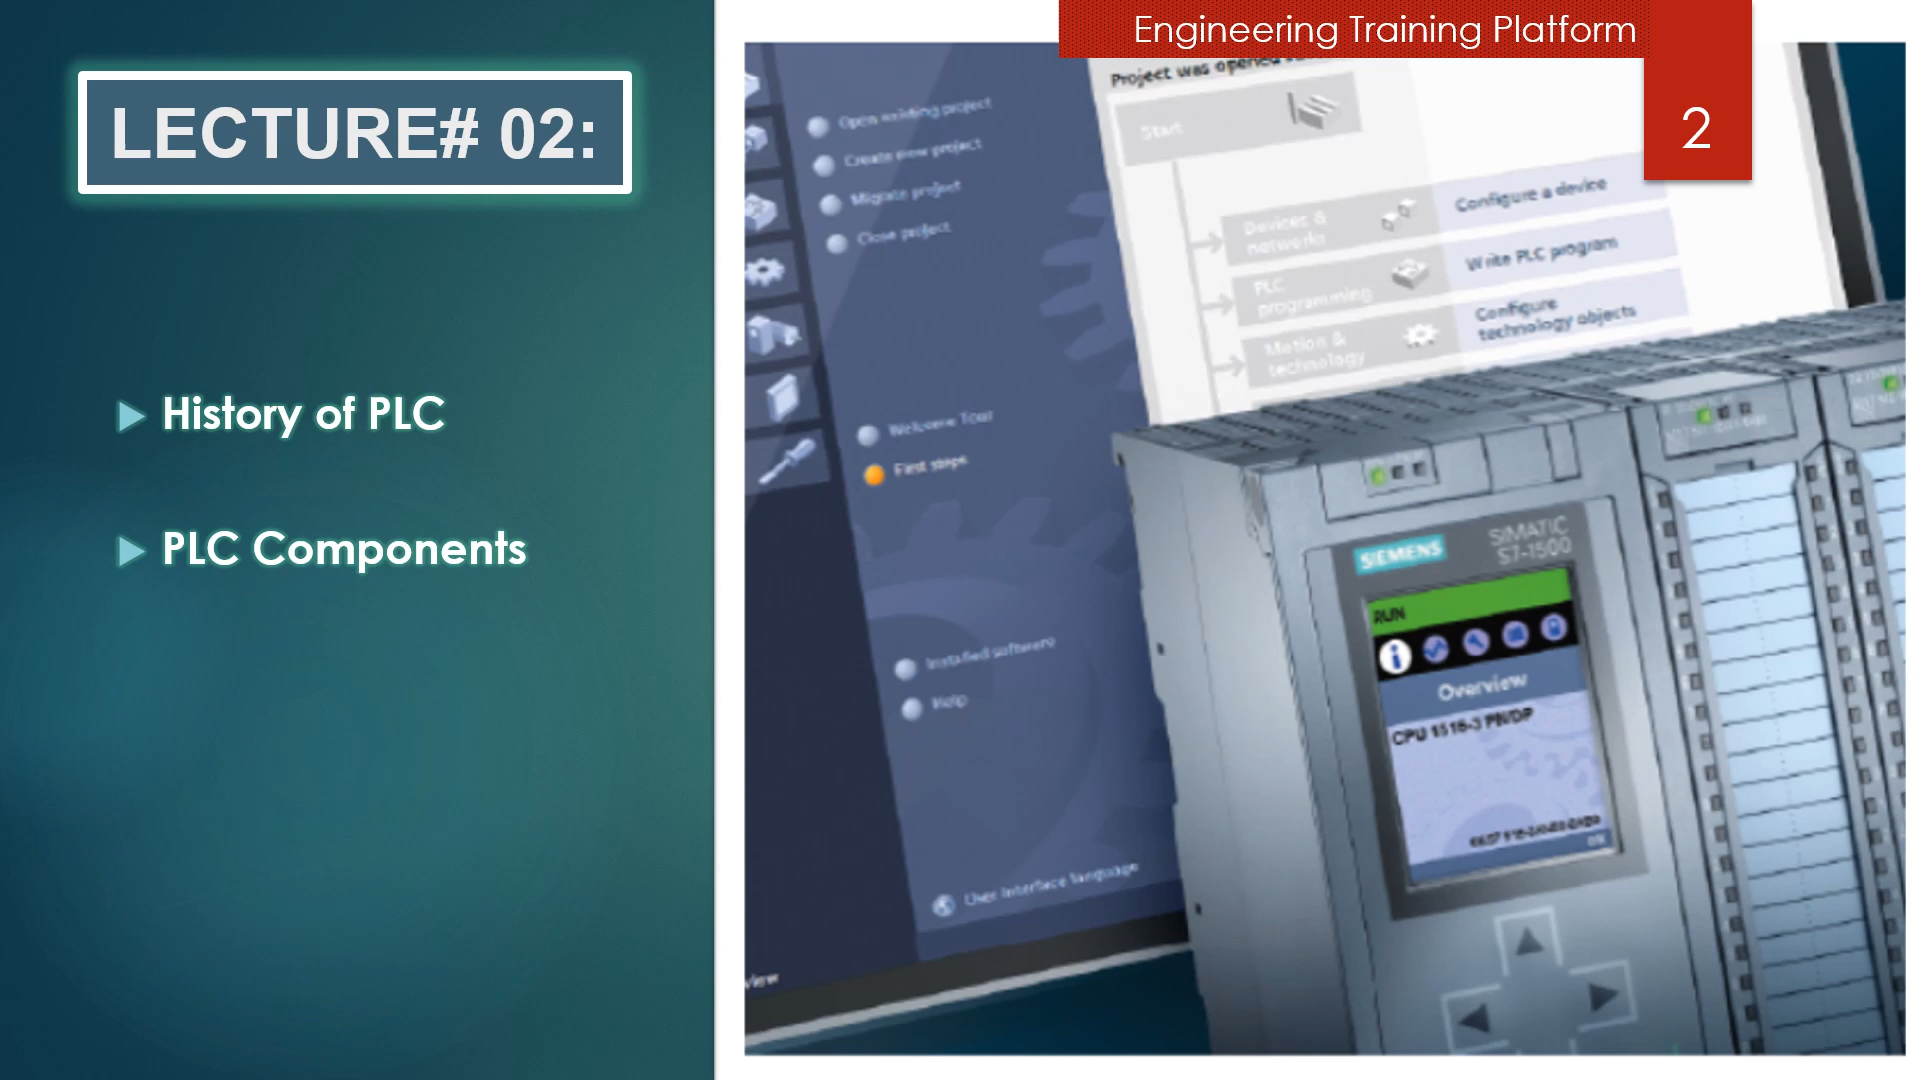 Engineering Training Platform
2
LECTURE# 02:
History of PLC
PLC Components
Project was opened
Start
Open existing project
Create new project
Migrate project
Close project
Devices &
networks
Configure a device
PLC
programming
Write PLC program
Motion &
technology
Configure
technology objects
Welcome Tour
First steps
Installed software
Help
User interface language
view
SIEMENS
SIMATIC
S7-1500
RUN
Overview
CPU 1516-3 PN/DP
OK